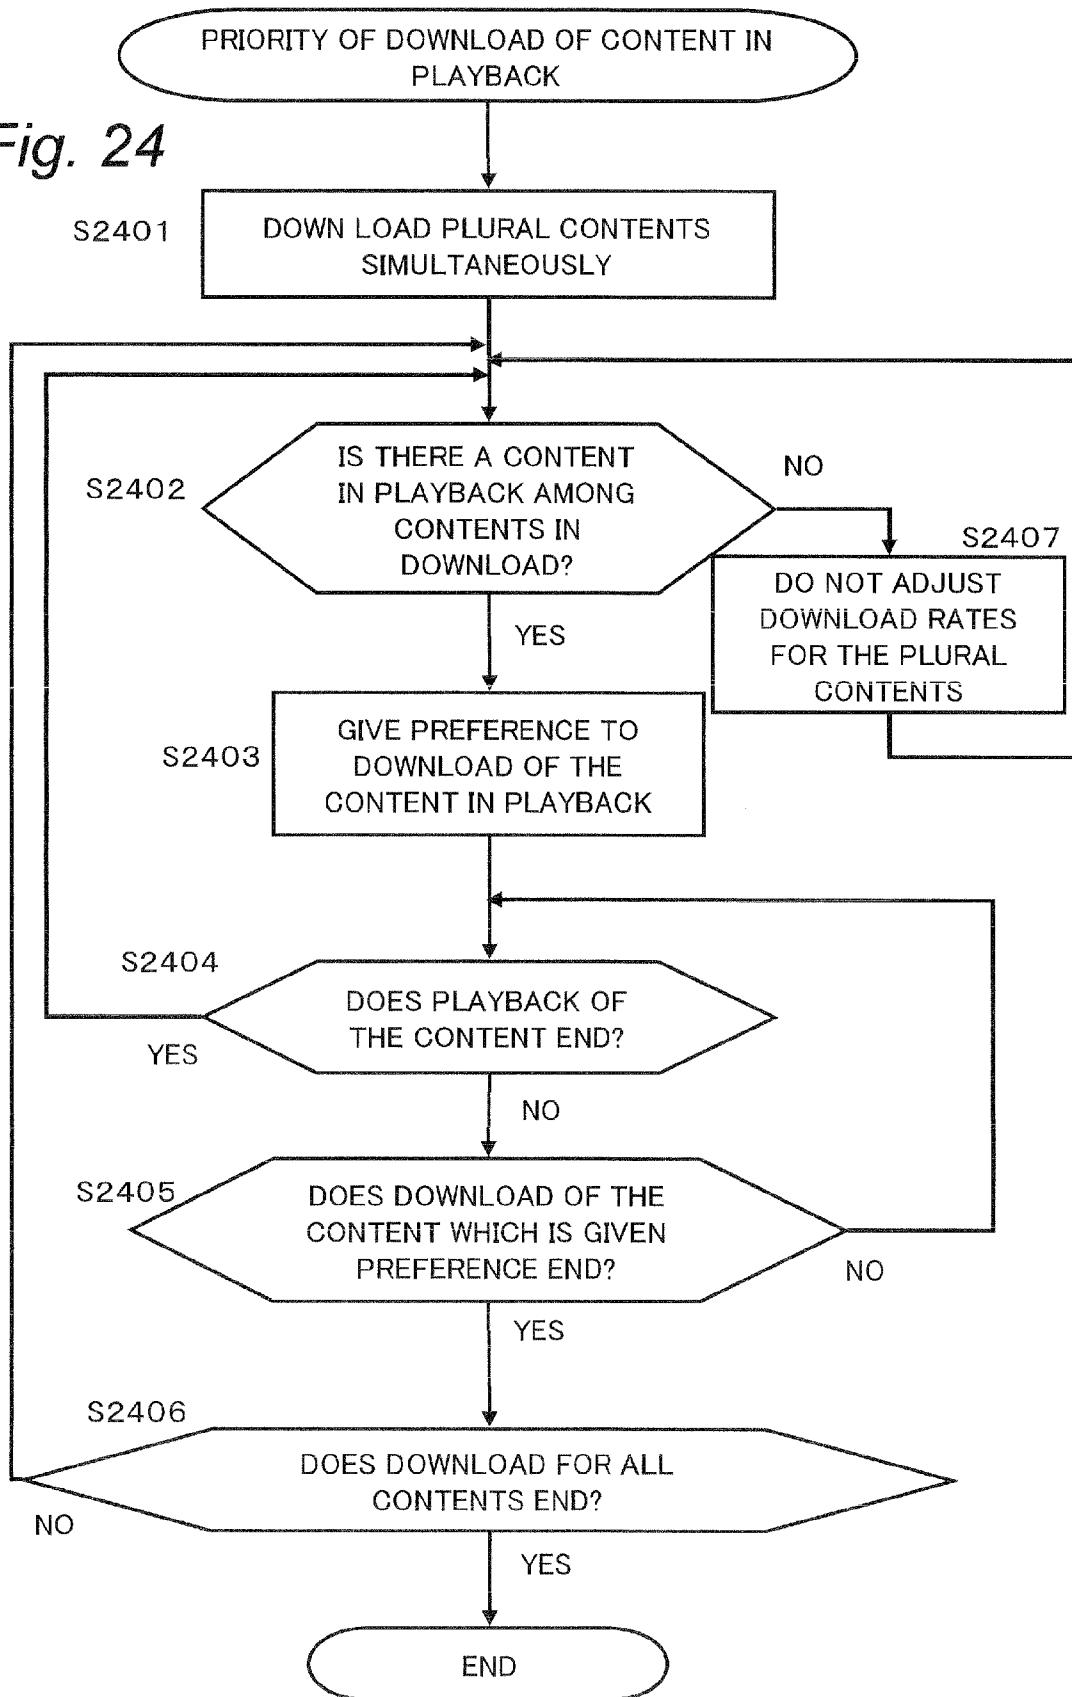 PRIORITY OF DOWNLOAD OF CONTENT IN
PLAYBACK
Fig. 24
S2401
DOWN LOAD PLURAL CONTENTS
SIMULTANEOUSLY
S2402
IS THERE A CONTENT
IN PLAYBACK AMONG
CONTENTS IN
DOWNLOAD?
NO
S2407
DO NOT ADJUST
DOWNLOAD RATES
FOR THE PLURAL
CONTENTS
YES
S2403
GIVE PREFERENCE TO
DOWNLOAD OF THE
CONTENT IN PLAYBACK
S2404
DOES PLAYBACK OF
THE CONTENT END?
YES
NO
S2405
DOES DOWNLOAD OF THE
CONTENT WHICH IS GIVEN
PREFERENCE END?
NO
YES
S2406
DOES DOWNLOAD FOR ALL
CONTENTS END?
NO
YES
END